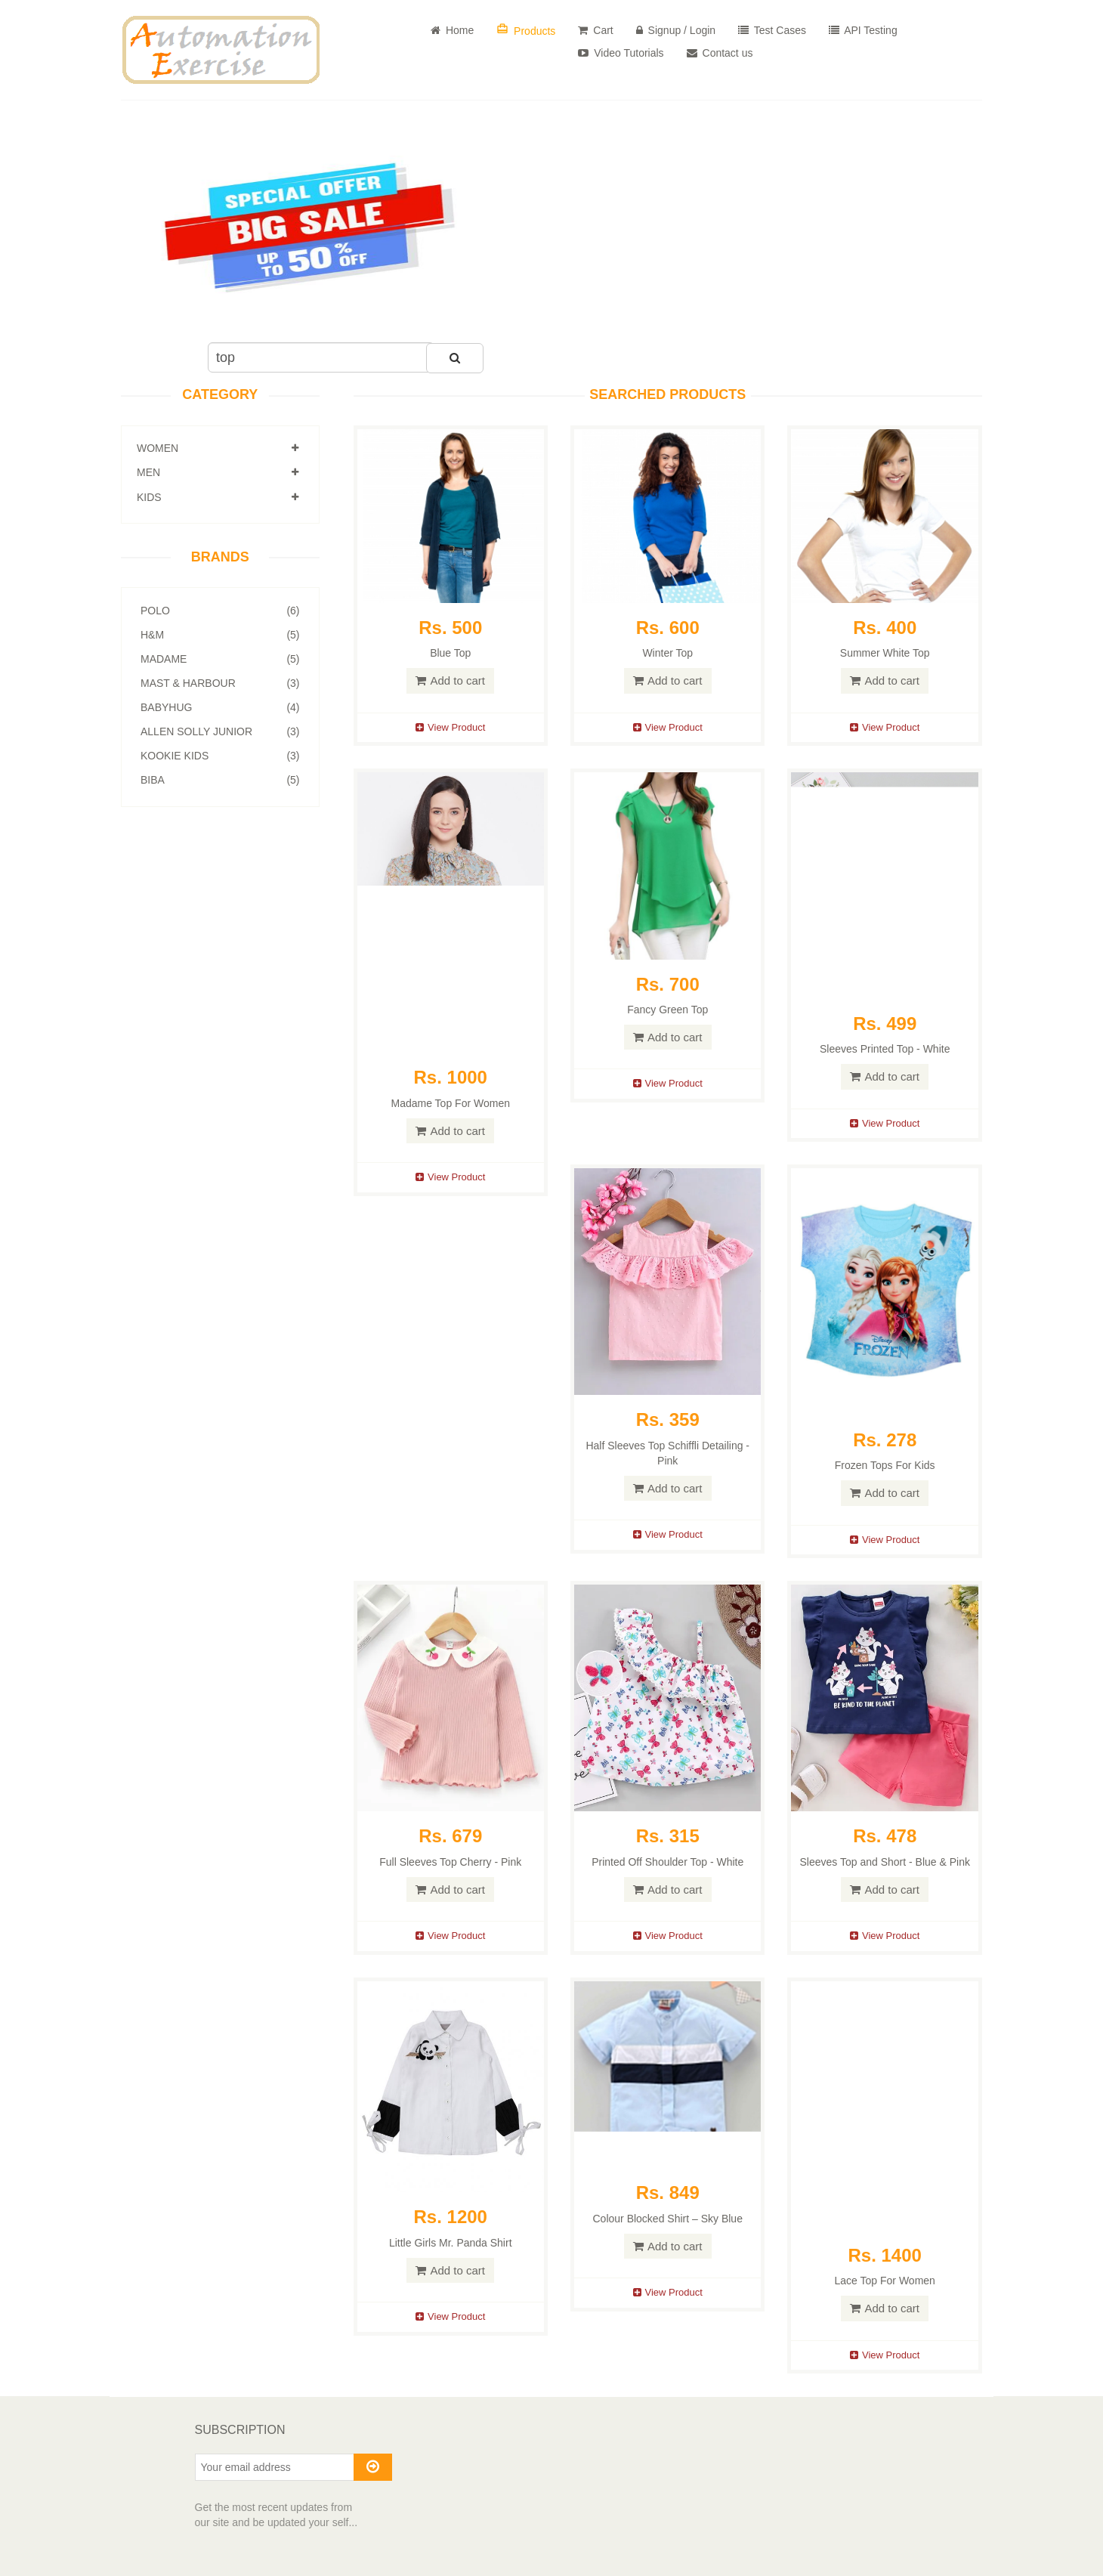 Automation
Exercise
Home
Products
Cart
Signup / Login
Test Cases
API Testing
Video Tutorials
Contact us
SPECIAL OFFER
BIG SALE
UP TO 50% OFF
top
CATEGORY
WOMEN
MEN
KIDS
BRANDS
POLO (6)
H&M (5)
MADAME (5)
MAST & HARBOUR (3)
BABYHUG (4)
ALLEN SOLLY JUNIOR (3)
KOOKIE KIDS (3)
BIBA (5)
SEARCHED PRODUCTS
Rs. 500
Blue Top
Add to cart
View Product
Rs. 600
Winter Top
Add to cart
View Product
Rs. 400
Summer White Top
Add to cart
View Product
Rs. 1000
Madame Top For Women
Add to cart
View Product
Rs. 700
Fancy Green Top
Add to cart
View Product
Rs. 499
Sleeves Printed Top - White
Add to cart
View Product
Rs. 359
Half Sleeves Top Schiffli Detailing -
Pink
Add to cart
View Product
Disney
FROZEN
Rs. 278
Frozen Tops For Kids
Add to cart
View Product
Rs. 679
Full Sleeves Top Cherry - Pink
Add to cart
View Product
Rs. 315
Printed Off Shoulder Top - White
Add to cart
View Product
BE KIND TO THE PLANET
Rs. 478
Sleeves Top and Short - Blue & Pink
Add to cart
View Product
Rs. 1200
Little Girls Mr. Panda Shirt
Add to cart
View Product
Rs. 849
Colour Blocked Shirt – Sky Blue
Add to cart
View Product
Rs. 1400
Lace Top For Women
Add to cart
View Product
SUBSCRIPTION
Your email address
Get the most recent updates from
our site and be updated your self...